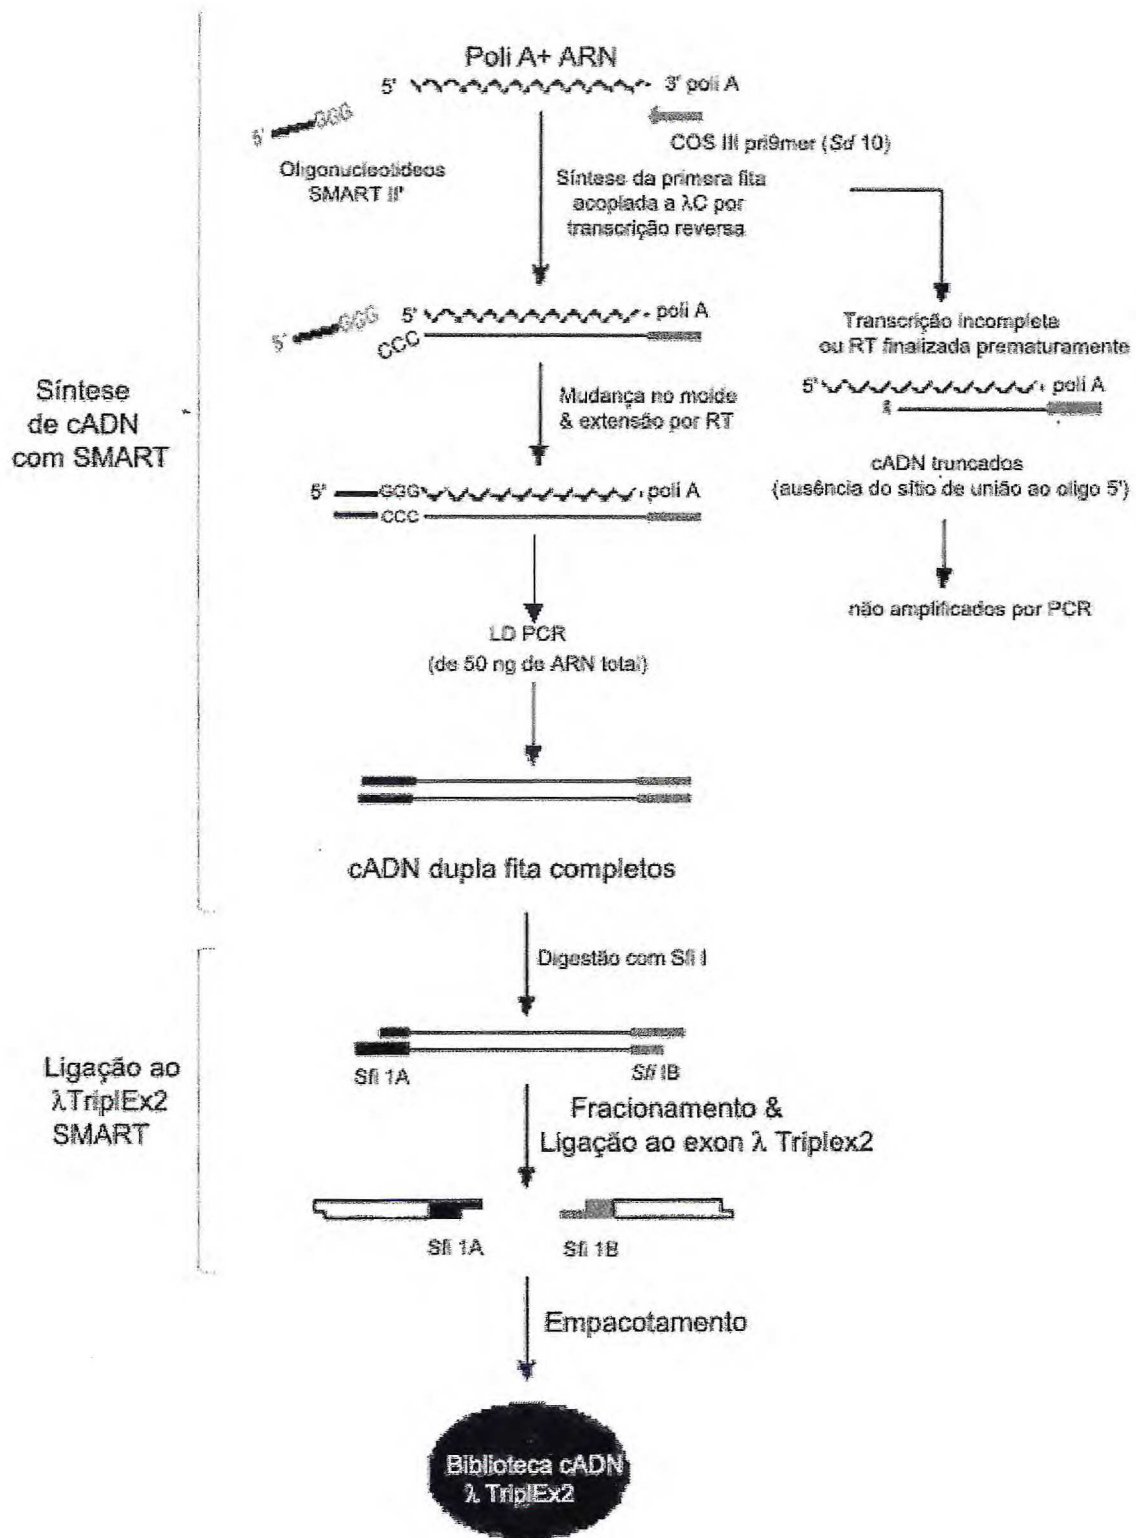 Poli A+ ARN
5' 3' poli A
5' GGG
COS III pri9mer (Sd 10)
Oligonucleotídeos
SMART II'
Síntese da primera fita
acoplada a λC por
transcrição reversa
5' GGG 5' poli A
CCC
Transcrição incompleta
ou RT finalizada prematuramente
5' poli A
Síntese
de cADN
com SMART
Mudança no molde
& extensão por RT
cADN truncados
(ausência do sítio de união ao oligo 5')
5' GGG poli A
CCC
não amplificados por PCR
LD PCR
(de 50 ng de ARN total)
cADN dupla fita completos
Digestão com Sfi I
Sfi 1A Sfi IB
Ligação ao
λTriplEx2
SMART
Fracionamento &
Ligação ao exon λ Triplex2
Sfi 1A Sfi 1B
Empacotamento
Biblioteca cADN
λ TriplEx2